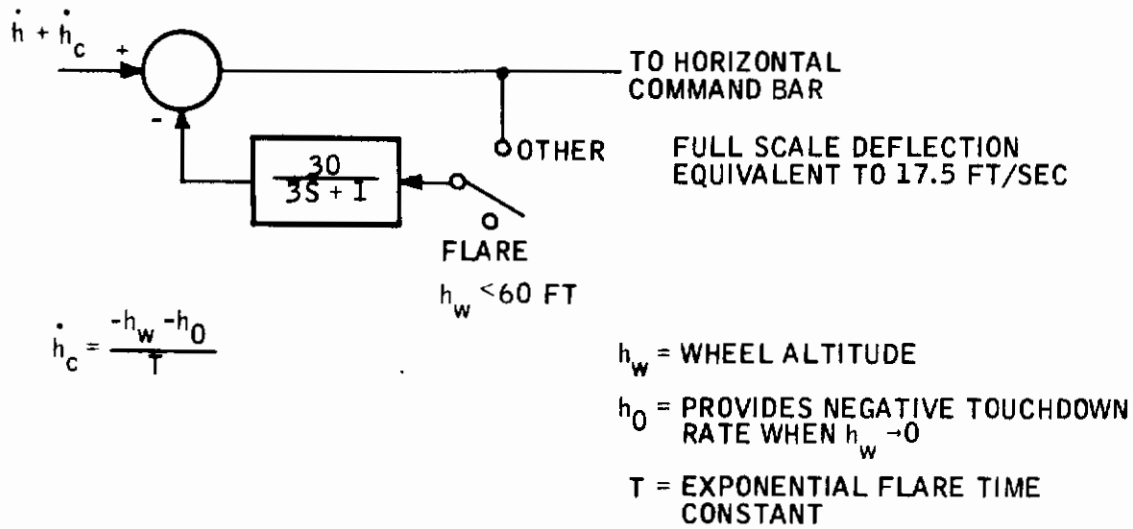 ḣ + ḣc
+
-
TO HORIZONTAL
COMMAND BAR
OTHER
FULL SCALE DEFLECTION
EQUIVALENT TO 17.5 FT/SEC
30
3S + 1
FLARE
hw <60 FT
ḣc = -hw -h0
T
hw = WHEEL ALTITUDE
h0 = PROVIDES NEGATIVE TOUCHDOWN
RATE WHEN hw →0
T = EXPONENTIAL FLARE TIME
CONSTANT